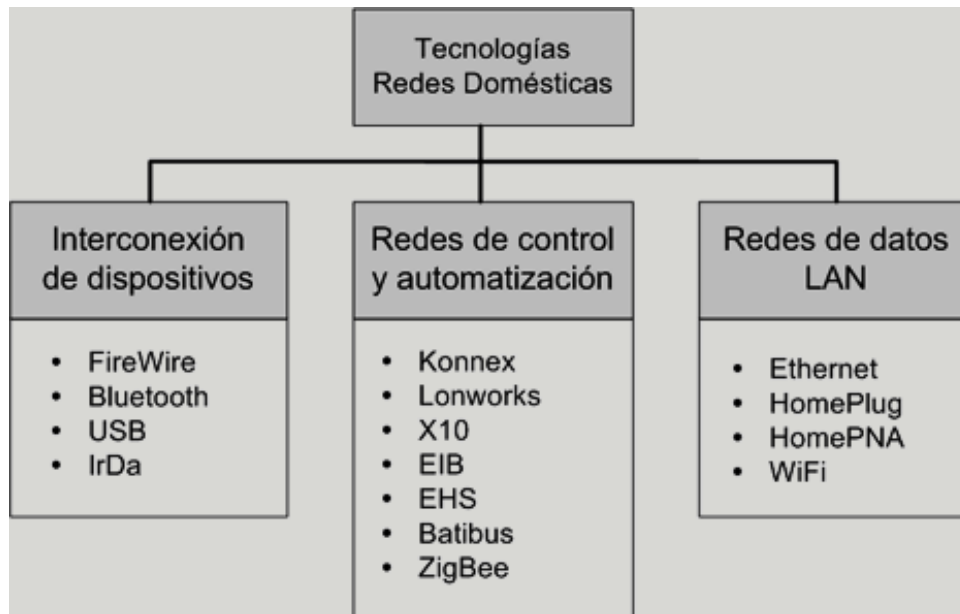 Tecnologías
Redes Domésticas
Interconexión
de dispositivos
• FireWire
• Bluetooth
• USB
• IrDa
Redes de control
y automatización
• Konnex
• Lonworks
• X10
• EIB
• EHS
• Batibus
• ZigBee
Redes de datos
LAN
• Ethernet
• HomePlug
• HomePNA
• WiFi